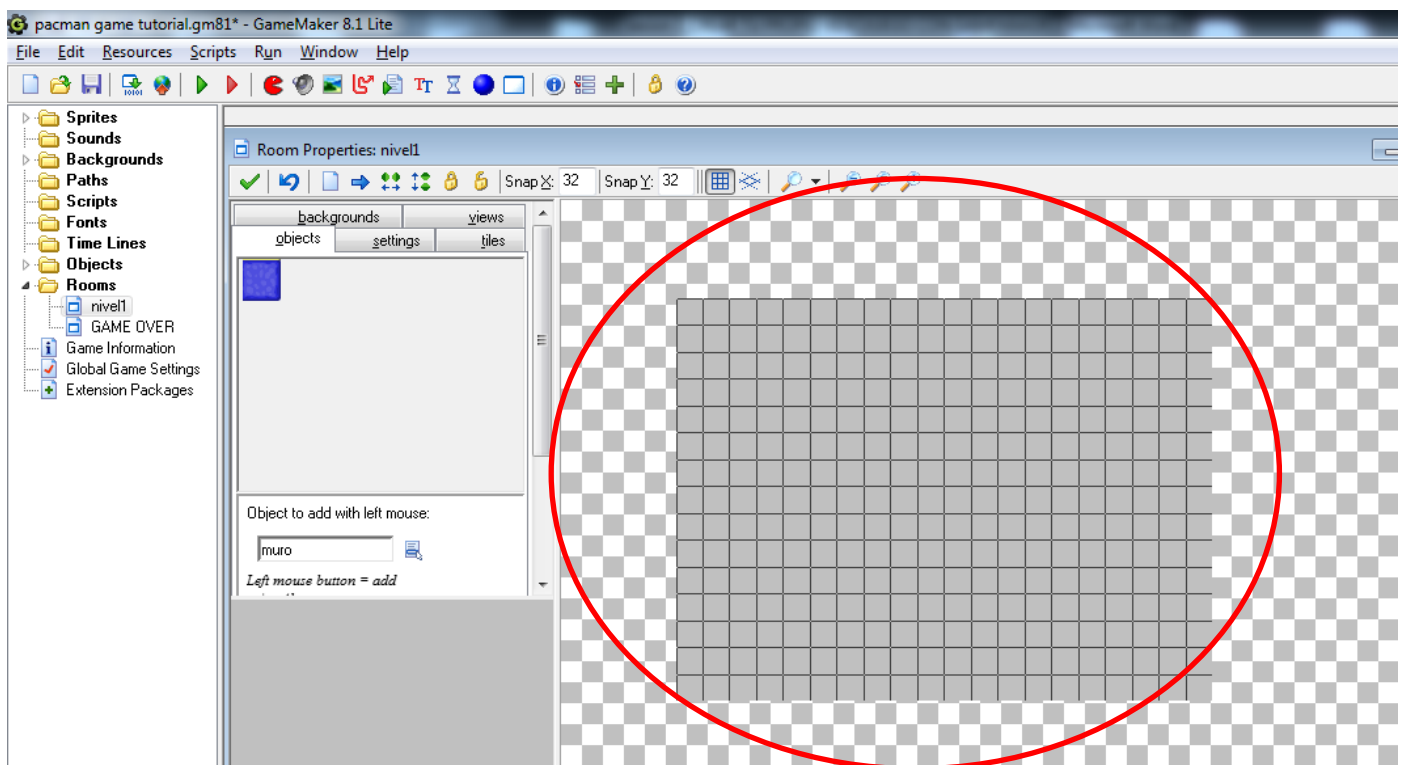 pacman game tutorial.gm81* - GameMaker 8.1 Lite
File Edit Resources Scripts Run Window Help
Sprites
Sounds
Backgrounds
Paths
Scripts
Fonts
Time Lines
Objects
Rooms
nivel1
GAME OVER
Game Information
Global Game Settings
Extension Packages
Room Properties: nivel1
Snap X: 32 Snap Y: 32
backgrounds views
objects settings tiles
Object to add with left mouse:
muro
Left mouse button = add